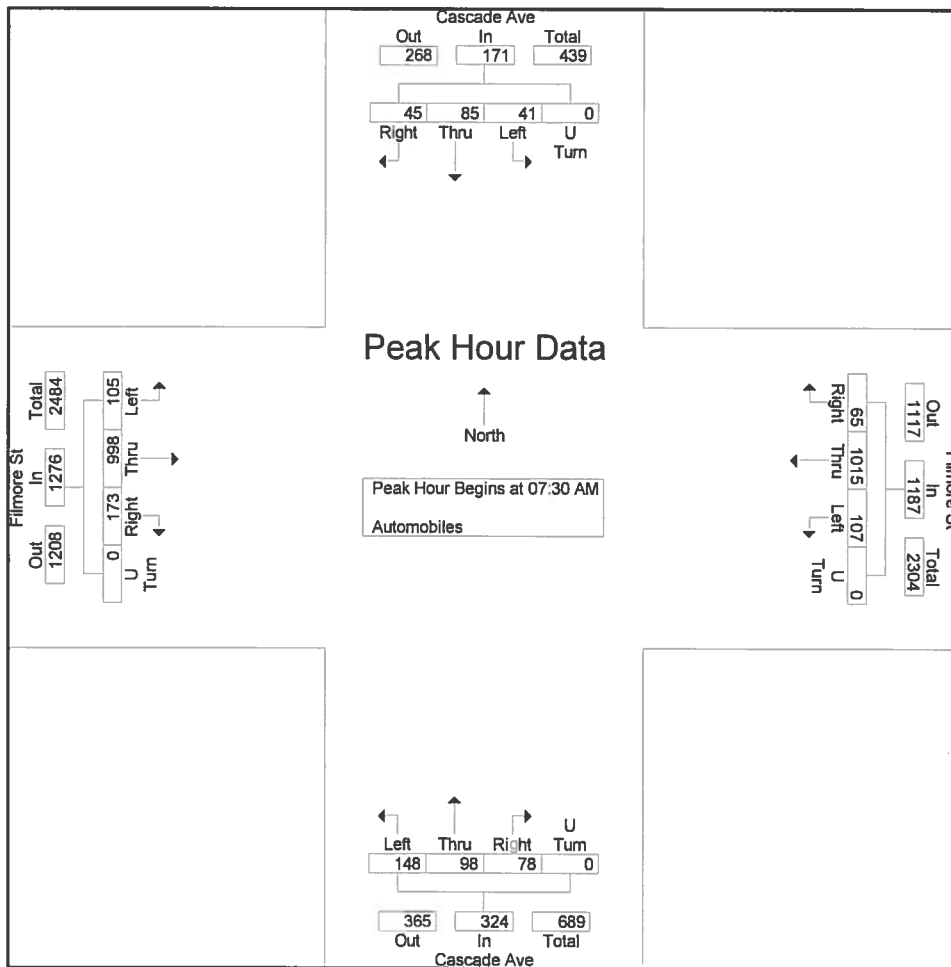 Cascade Ave
Out In Total
268 171 439
45 85 41 0
Right Thru Left U Turn
Peak Hour Data
North
Peak Hour Begins at 07:30 AM
Automobiles
Filmore St
Total In Out
2484 1276 1208
105 998 173 0
Left Thru Right U Turn
Filmore St
Out In Total
1117 1187 2304
65 1015 107 0
Right Thru Left U Turn
Left Thru Right U Turn
148 98 78 0
365 324 689
Out In Total
Cascade Ave